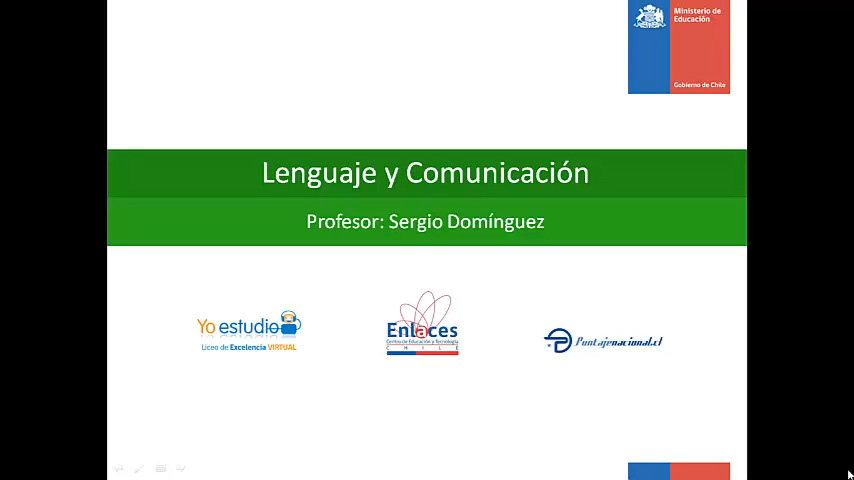 Ministerio de
Educación
Gobierno de Chile
Lenguaje y Comunicación
Profesor: Sergio Domínguez
Yo estudio
Liceo de Excelencia VIRTUAL
Enlaces
Centro de Educación y Tecnología
CHILE
Puntajenacional.cl